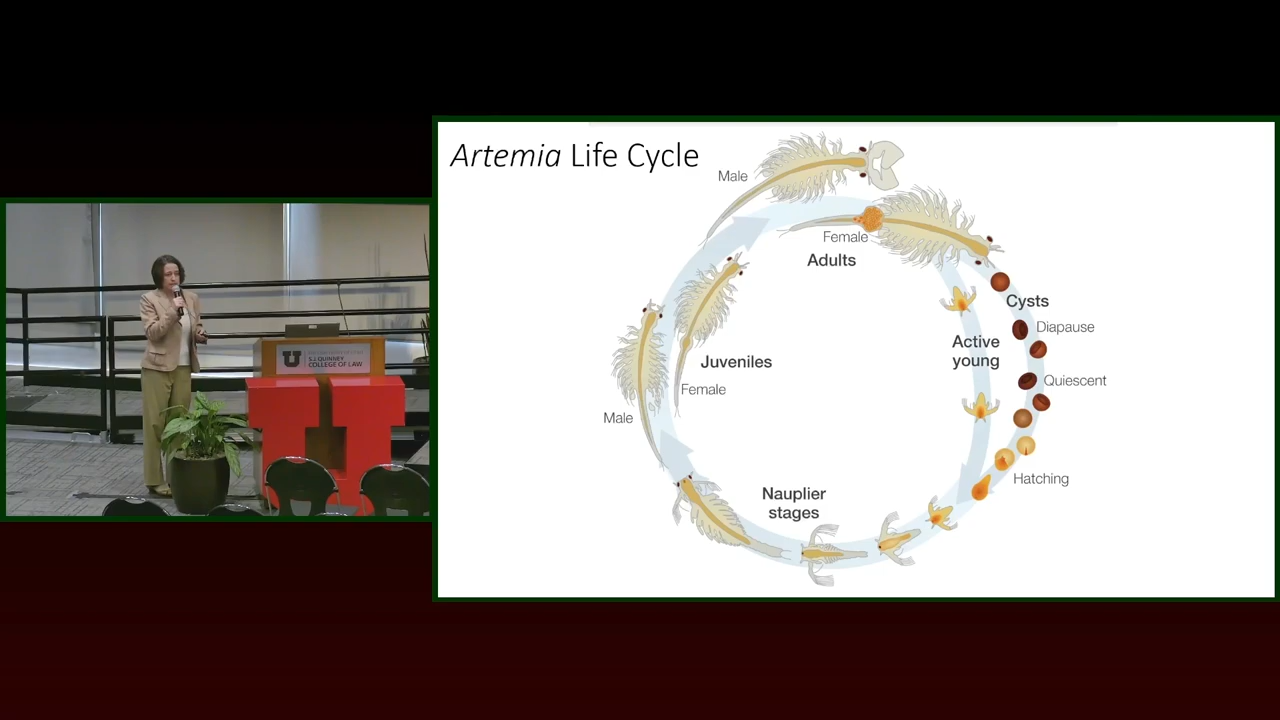 Artemia Life Cycle
Male
Female
Adults
Cysts
Diapause
Active
young
Quiescent
Juveniles
Female
Male
Hatching
Nauplier
stages
U
S.J. QUINNEY
COLLEGE OF LAW